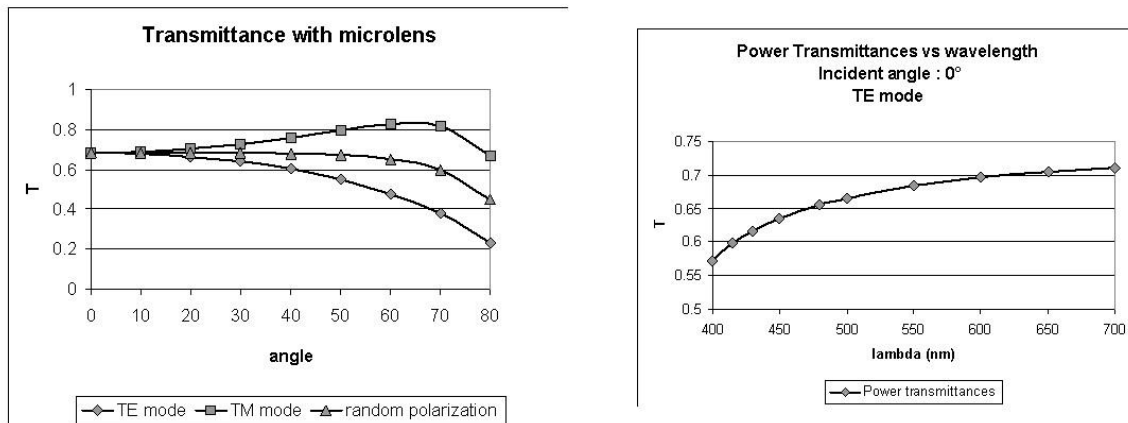 Transmittance with microlens
T
1
0.8
0.6
0.4
0.2
0
0 10 20 30 40 50 60 70 80
angle
TE mode TM mode random polarization
Power Transmittances vs wavelength
Incident angle : 0°
TE mode
T
0.75
0.7
0.65
0.6
0.55
0.5
400 450 500 550 600 650 700
lambda (nm)
Power transmittances